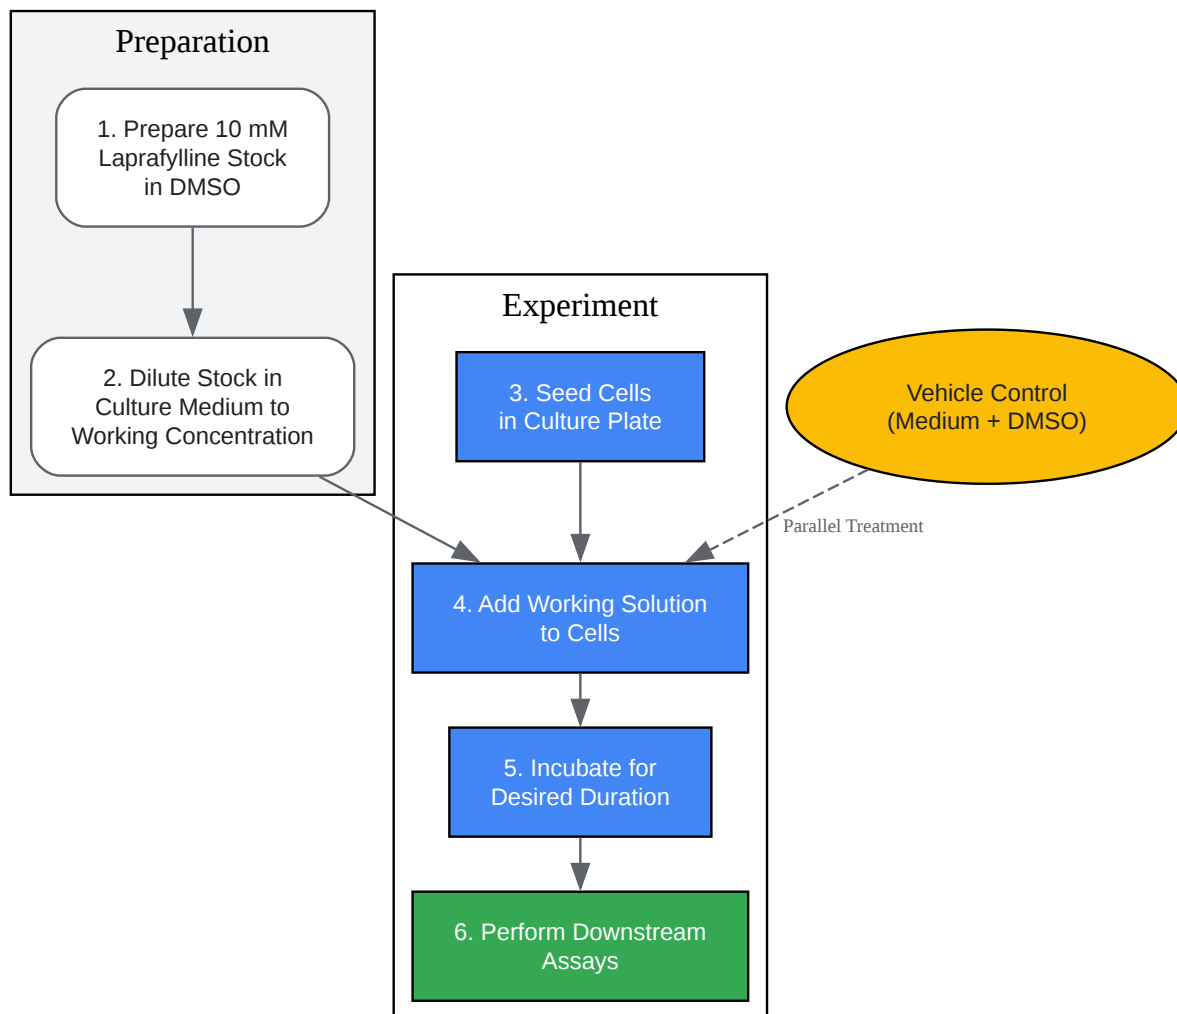 Preparation
1. Prepare 10 mM
Laprafylline Stock
in DMSO
2. Dilute Stock in
Culture Medium to
Working Concentration
Experiment
3. Seed Cells
in Culture Plate
Vehicle Control
(Medium + DMSO)
Parallel Treatment
4. Add Working Solution
to Cells
5. Incubate for
Desired Duration
6. Perform Downstream
Assays